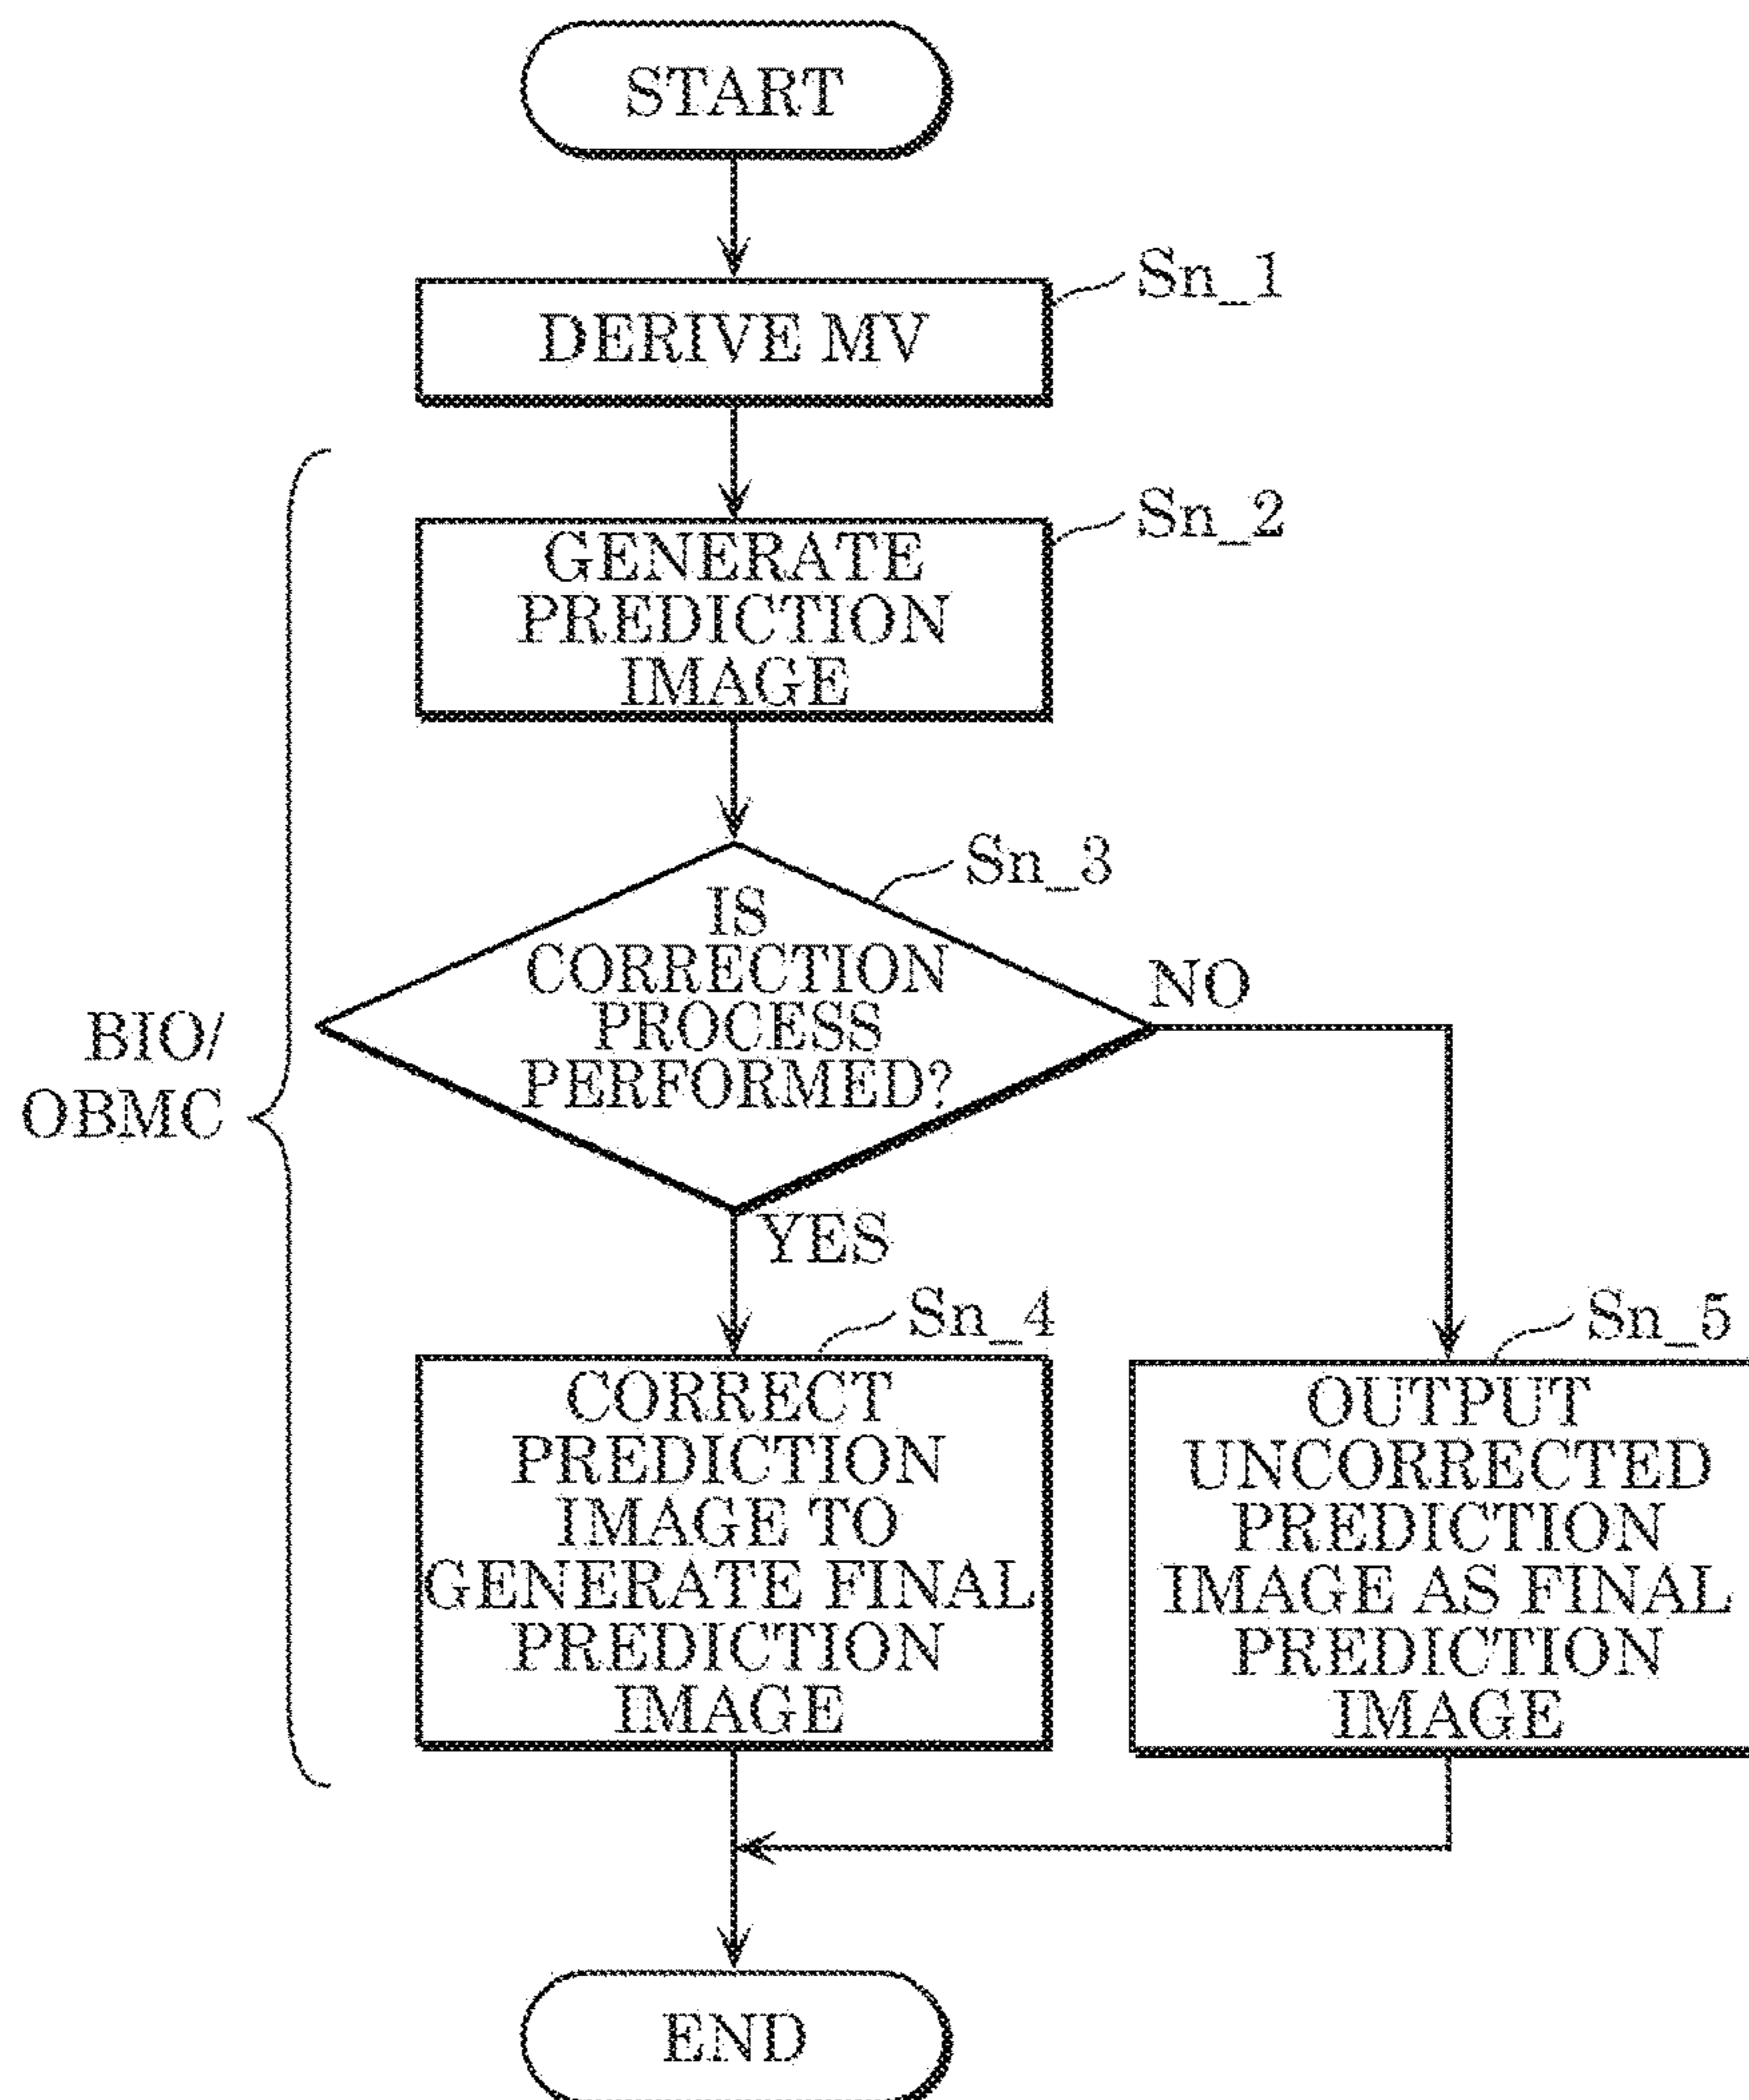 START
Sn_1
DERIVE MV
Sn_2
GENERATE
PREDICTION
IMAGE
Sn_3
IS
CORRECTION
PROCESS
PERFORMED?
NO
BIO/
OBMC
YES
Sn_4
CORRECT
PREDICTION
IMAGE TO
GENERATE FINAL
PREDICTION
IMAGE
Sn_5
OUTPUT
UNCORRECTED
PREDICTION
IMAGE AS FINAL
PREDICTION
IMAGE
END